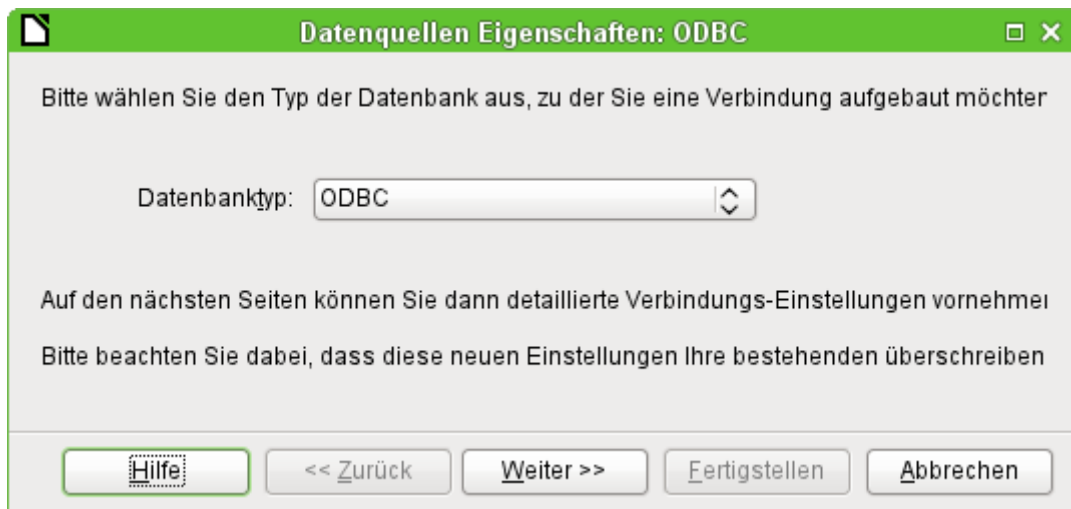 Datenquellen Eigenschaften: ODBC
Bitte wählen Sie den Typ der Datenbank aus, zu der Sie eine Verbindung aufgebaut möchten
Datenbanktyp: ODBC
Auf den nächsten Seiten können Sie dann detaillierte Verbindungs-Einstellungen vornehmen
Bitte beachten Sie dabei, dass diese neuen Einstellungen Ihre bestehenden überschreiben
Hilfe << Zurück Weiter >> Fertigstellen Abbrechen